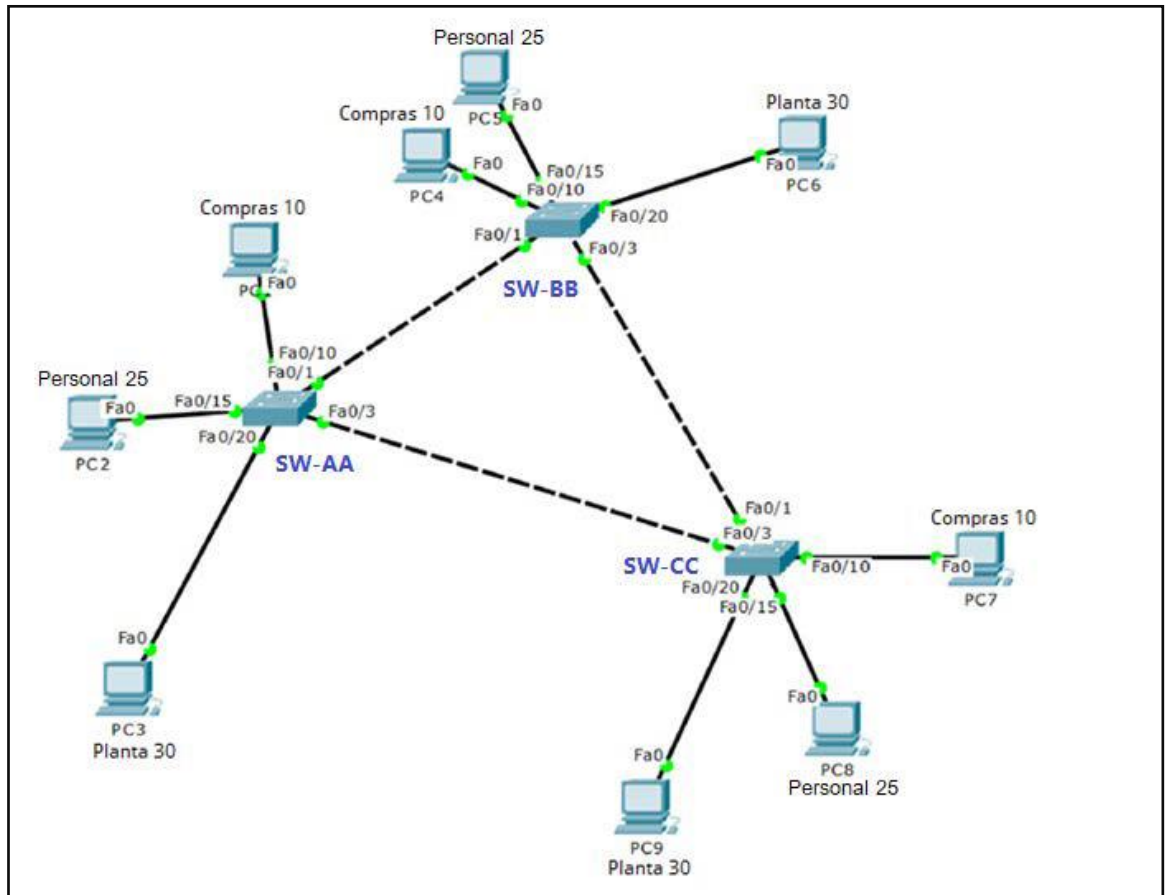 Personal 25
Fa0
PC5
Compras 10
Fa0
PC4
Planta 30
Fa0
PC6
Fa0/15
Fa0/10
Fa0/20
Fa0/1
Fa0/3
SW-BB
Compras 10
Fa0
Fa0/10
Fa0/1
Personal 25
Fa0
Fa0/15
PC2
Fa0/20
Fa0/3
SW-AA
Fa0/1
Fa0/3
SW-CC
Compras 10
Fa0/10
Fa0
PC7
Fa0/20
Fa0/15
Fa0
PC3
Planta 30
Fa0
PC8
Personal 25
Fa0
PC9
Planta 30